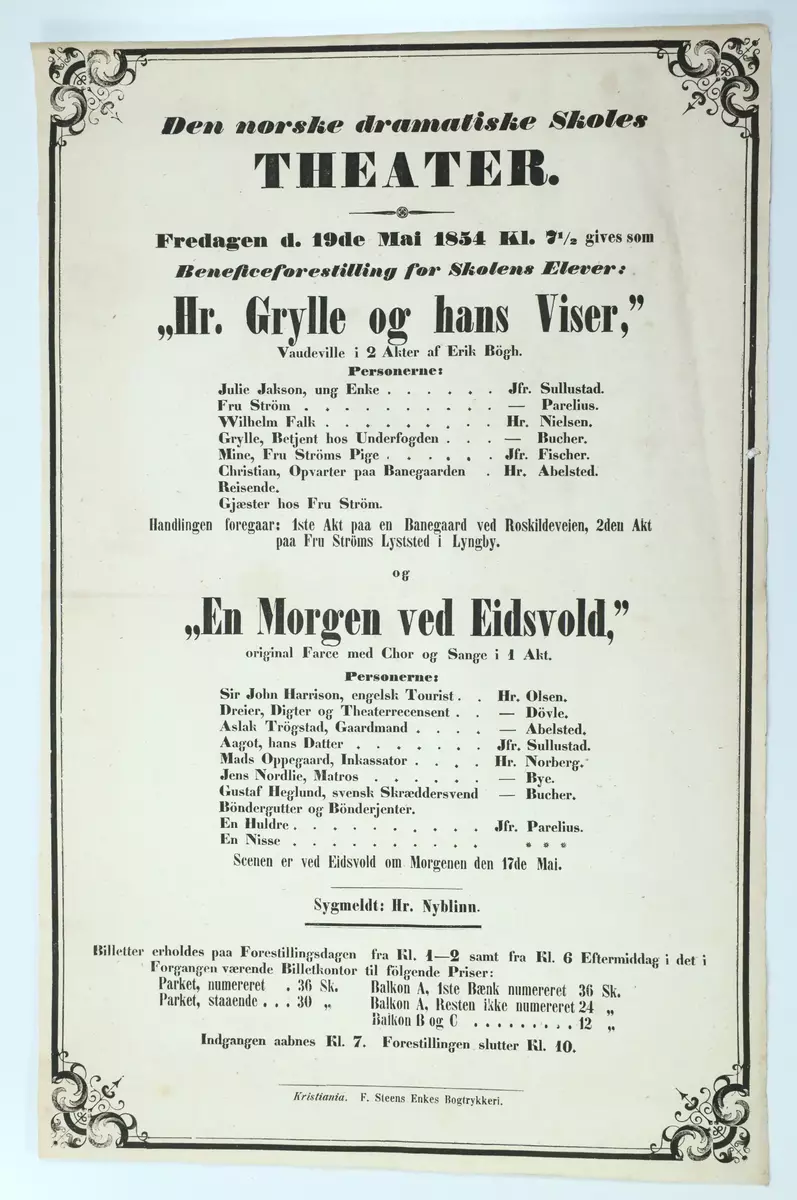 Den norske dramatiske Skoles
THEATER.
Fredagen d. 19de Mai 1854 Kl. 7½ gives som
Beneficeforestilling for Skolens Elever:
„Hr. Grylle og hans Viser,”
Vaudeville i 2 Akter af Erik Bögh.
Personerne:
Julie Jakson, ung Enke . . . . . . Jfr. Sullustad.
Fru Ström . . . . . . . . . . — Parelius.
Wilhelm Falk . . . . . . . . . Hr. Nielsen.
Grylle, Betjent hos Underfogden . . . — Bucher.
Mine, Fru Ströms Pige . . . . . . Jfr. Fischer.
Christian, Opvarter paa Banegaarden . Hr. Abelsted.
Reisende.
Gjæster hos Fru Ström.
Handlingen foregaar: 1ste Akt paa en Banegaard ved Roskildeveien, 2den Akt
paa Fru Ströms Lyststed i Lyngby.
og
„En Morgen ved Eidsvold,”
original Farce med Chor og Sange i 1 Akt.
Personerne:
Sir John Harrison, engelsk Tourist . . Hr. Olsen.
Dreier, Digter og Theaterrecensent . . — Dövle.
Aslak Trögstad, Gaardmand . . . . — Abelsted.
Aagot, hans Datter . . . . . . . Jfr. Sullustad.
Mads Oppegaard, Inkassator . . . . Hr. Norberg.
Jens Nordlie, Matros . . . . . . — Bye.
Gustaf Heglund, svensk Skræddersvend — Bucher.
Böndergutter og Bönderjenter.
En Huldre . . . . . . . . . . Jfr. Parelius.
En Nisse . . . . . . . . . . * * *
Scenen er ved Eidsvold om Morgenen den 17de Mai.
Sygmeldt: Hr. Nyblinn.
Billetter erholdes paa Forestillingsdagen fra Kl. 1—2 samt fra Kl. 6 Eftermiddag i det i
Forgangen værende Billetkontor til fölgende Priser:
Parket, numereret . 36 Sk. Balkon A, 1ste Bænk numereret 36 Sk.
Parket, staaende . . . 30 „ Balkon A, Resten ikke numereret 24 „
Balkon B og C . . . . . . . . . 12 „
Indgangen aabnes Kl. 7. Forestillingen slutter Kl. 10.
Kristiania. F. Steens Enkes Bogtrykkeri.